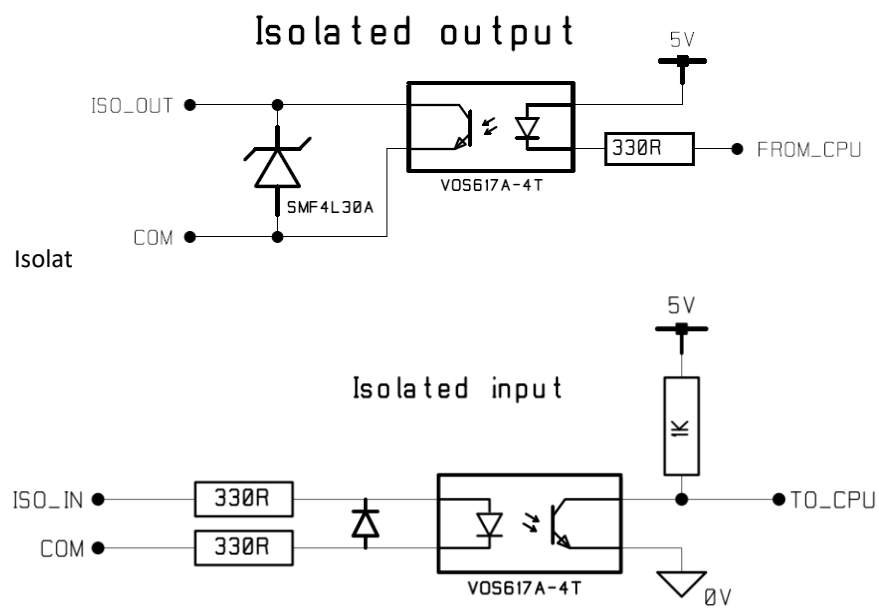 Isolated output
5V
ISO_OUT
330R
FROM_CPU
VOS617A-4T
SMF4L30A
COM
Isolat
5V
Isolated input
1K
ISO_IN
330R
TO_CPU
COM
330R
VOS617A-4T
0V